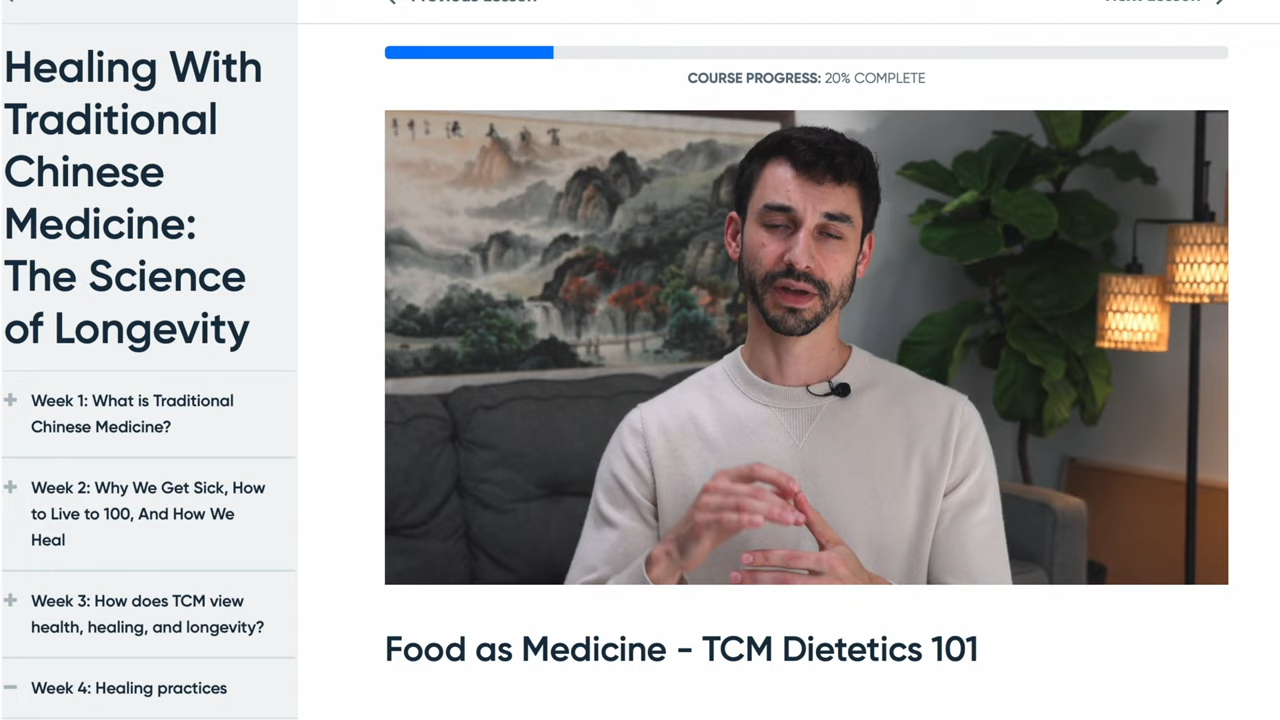 Healing With
Traditional
Chinese
Medicine:
The Science
of Longevity
Week 1: What is Traditional
Chinese Medicine?
Week 2: Why We Get Sick, How
to Live to 100, And How We
Heal
Week 3: How does TCM view
health, healing, and longevity?
Week 4: Healing practices
COURSE PROGRESS: 20% COMPLETE
Food as Medicine - TCM Dietetics 101